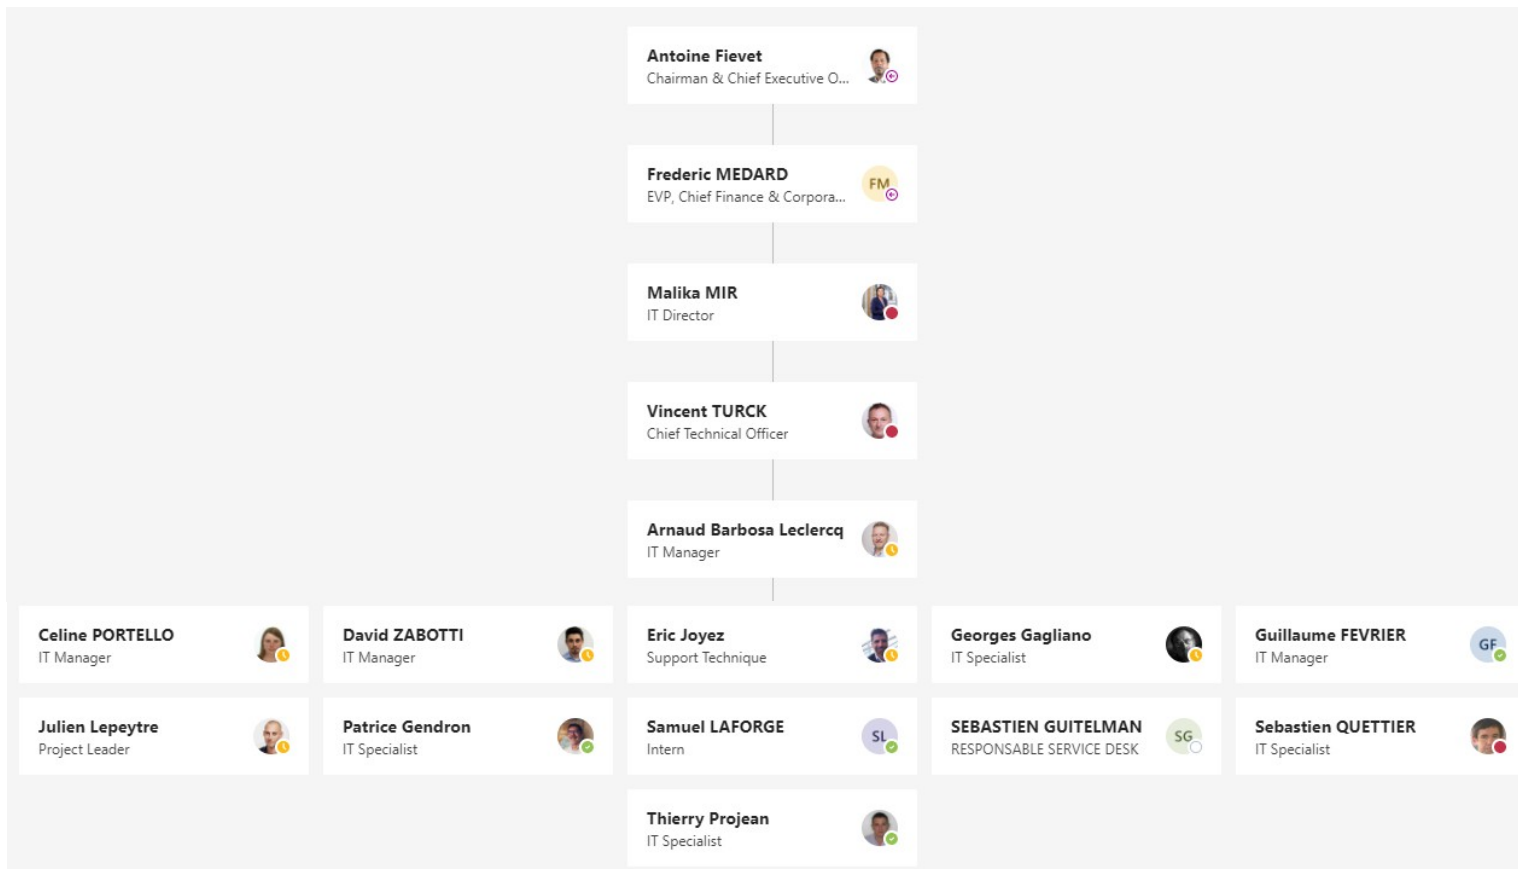 Antoine Fievet
Chairman & Chief Executive O...
Frederic MEDARD
EVP, Chief Finance & Corpora...
FM
Malika MIR
IT Director
Vincent TURCK
Chief Technical Officer
Arnaud Barbosa Leclercq
IT Manager
Celine PORTELLO
IT Manager
David ZABOTTI
IT Manager
Eric Joyez
Support Technique
Georges Gagliano
IT Specialist
Guillaume FEVRIER
IT Manager
GF
Julien Lepeytre
Project Leader
Patrice Gendron
IT Specialist
Samuel LAFORGE
Intern
SL
SEBASTIEN GUITELMAN
RESPONSABLE SERVICE DESK
SG
Sebastien QUETTIER
IT Specialist
Thierry Projean
IT Specialist